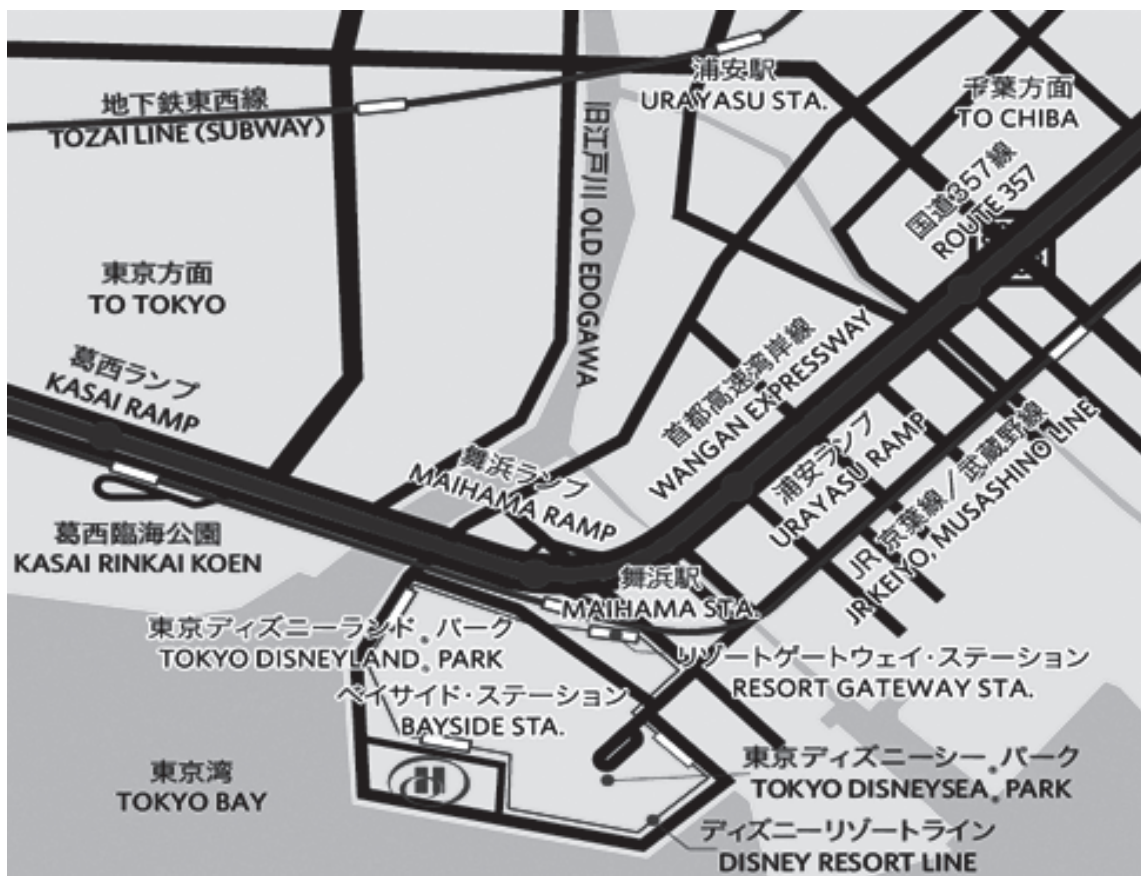 浦安駅
URAYASU STA.
千葉方面
TO CHIBA
地下鉄東西線
TOZAI LINE (SUBWAY)
旧江戸川 OLD EDOGAWA
国道357線
ROUTE 357
東京方面
TO TOKYO
葛西ランプ
KASAI RAMP
首都高速湾岸線
WANGAN EXPRESSWAY
舞浜ランプ
MAIHAMA RAMP
浦安ランプ
URAYASU RAMP
JR 京葉線／武蔵野線
JR KEIYO, MUSASHINO LINE
葛西臨海公園
KASAI RINKAI KOEN
舞浜駅
MAIHAMA STA.
東京ディズニーランド®パーク
TOKYO DISNEYLAND® PARK
リゾートゲートウェイ・ステーション
RESORT GATEWAY STA.
ベイサイド・ステーション
BAYSIDE STA.
東京湾
TOKYO BAY
東京ディズニーシー®パーク
TOKYO DISNEYSEA® PARK
ディズニーリゾートライン
DISNEY RESORT LINE